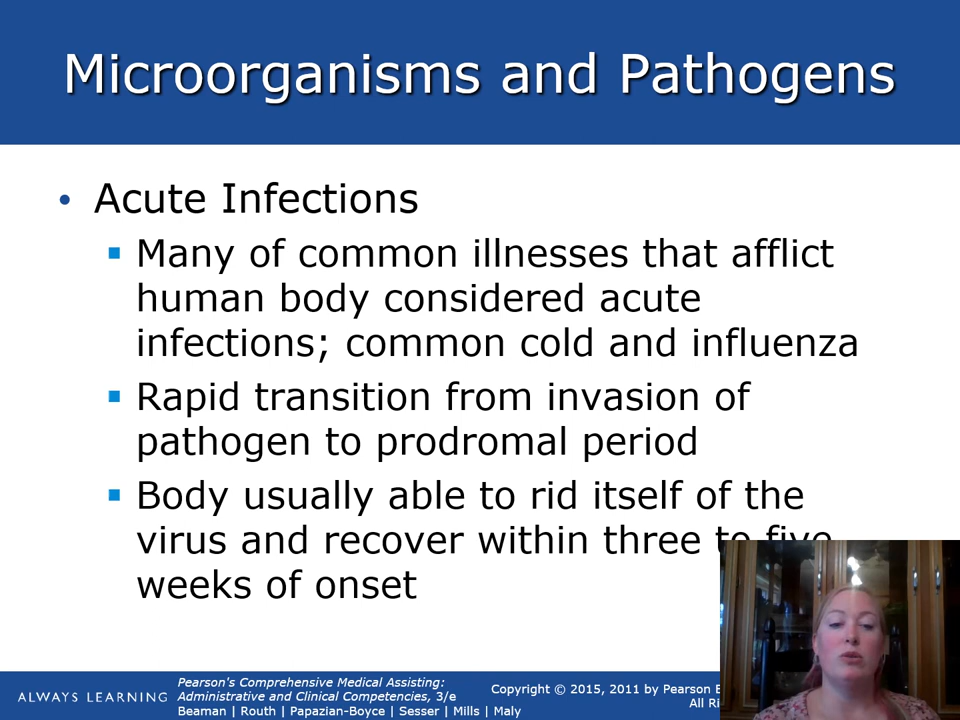 Microorganisms and Pathogens
• Acute Infections
▪ Many of common illnesses that afflict
human body considered acute
infections; common cold and influenza
▪ Rapid transition from invasion of
pathogen to prodromal period
▪ Body usually able to rid itself of the
virus and recover within three to five
weeks of onset
ALWAYS LEARNING
Pearson's Comprehensive Medical Assisting:
Administrative and Clinical Competencies, 3/e
Beaman | Routh | Papazian-Boyce | Sesser | Mills | Maly
Copyright © 2015, 2011 by Pearson
All